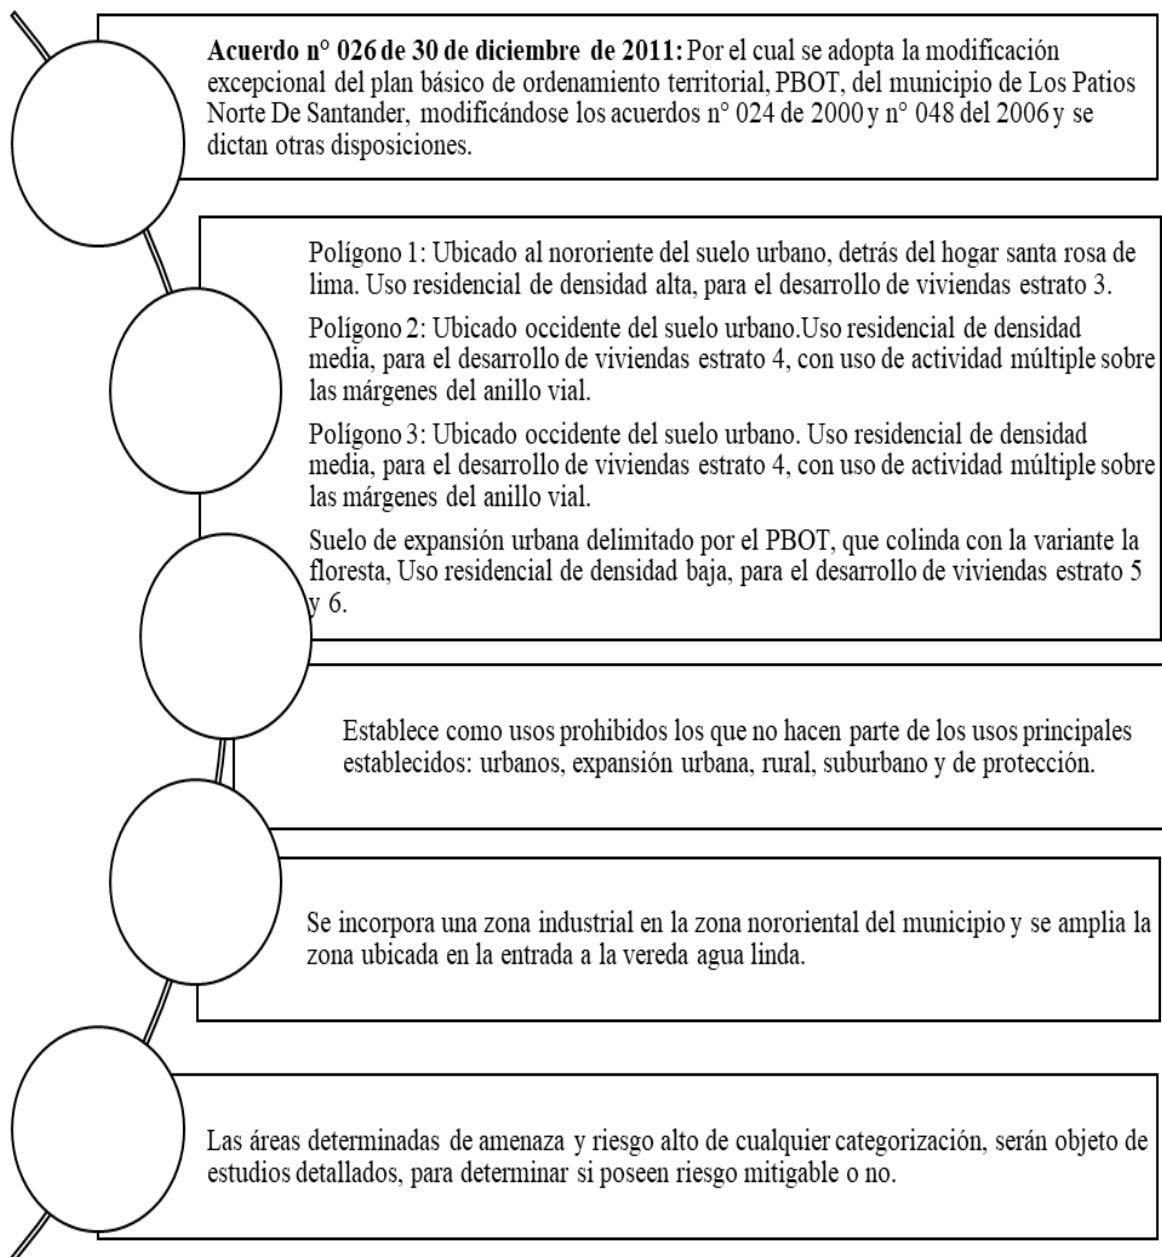 Acuerdo n° 026 de 30 de diciembre de 2011: Por el cual se adopta la modificación
excepcional del plan básico de ordenamiento territorial, PBOT, del municipio de Los Patios
Norte De Santander, modificándose los acuerdos n° 024 de 2000 y n° 048 del 2006 y se
dictan otras disposiciones.
Polígono 1: Ubicado al nororiente del suelo urbano, detrás del hogar santa rosa de
lima. Uso residencial de densidad alta, para el desarrollo de viviendas estrato 3.
Polígono 2: Ubicado occidente del suelo urbano.Uso residencial de densidad
media, para el desarrollo de viviendas estrato 4, con uso de actividad múltiple sobre
las márgenes del anillo vial.
Polígono 3: Ubicado occidente del suelo urbano. Uso residencial de densidad
media, para el desarrollo de viviendas estrato 4, con uso de actividad múltiple sobre
las márgenes del anillo vial.
Suelo de expansión urbana delimitado por el PBOT, que colinda con la variante la
floresta, Uso residencial de densidad baja, para el desarrollo de viviendas estrato 5
y 6.
Establece como usos prohibidos los que no hacen parte de los usos principales
establecidos: urbanos, expansión urbana, rural, suburbano y de protección.
Se incorpora una zona industrial en la zona nororiental del municipio y se amplia la
zona ubicada en la entrada a la vereda agua linda.
Las áreas determinadas de amenaza y riesgo alto de cualquier categorización, serán objeto de
estudios detallados, para determinar si poseen riesgo mitigable o no.